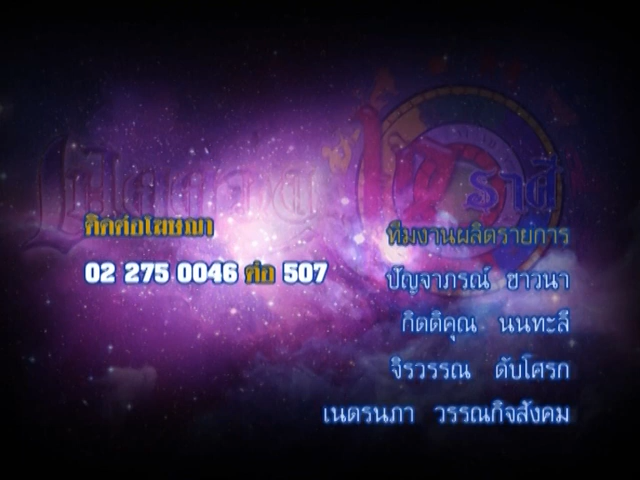 ราศี
ติดต่อโฆษณา
02 275 0046 ต่อ 507
ทีมงานผลิตรายการ
ปัญจาภรณ์ ชาวนา
กิตติคุณ นนทะลี
จิรวรรณ ดับโศรก
เนตรนภา วรรณกิจสังคม